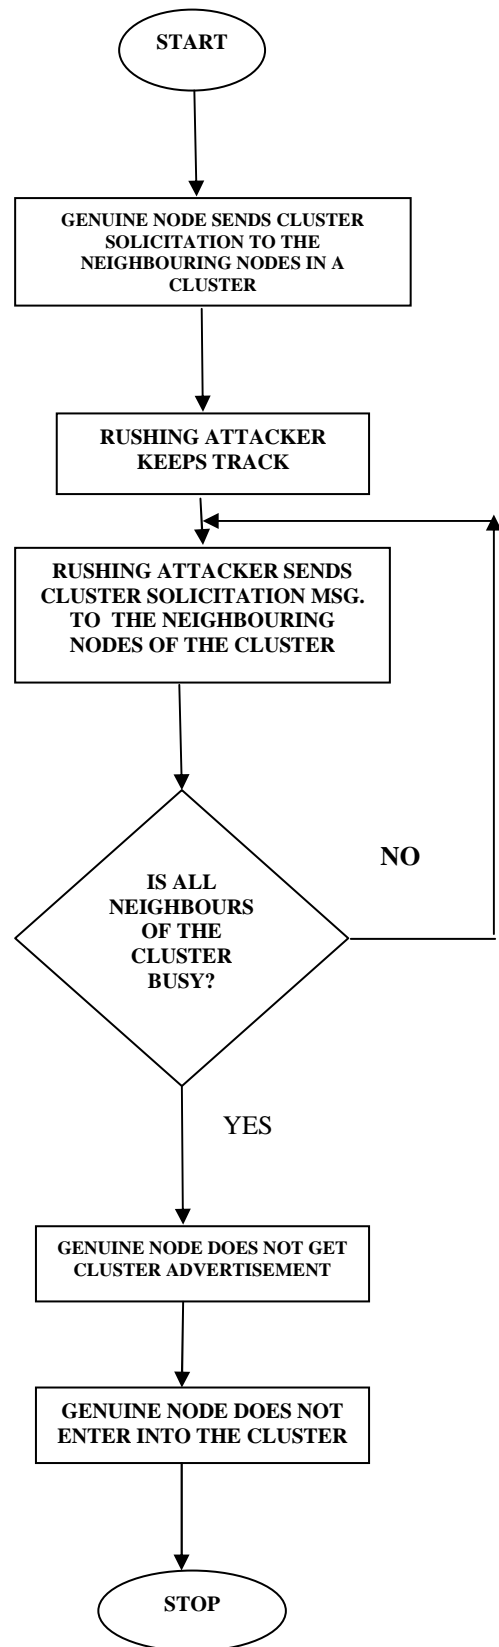 START
GENUINE NODE SENDS CLUSTER
SOLICITATION TO THE
NEIGHBOURING NODES IN A
CLUSTER
RUSHING ATTACKER
KEEPS TRACK
RUSHING ATTACKER SENDS
CLUSTER SOLICITATION MSG.
TO THE NEIGHBOURING
NODES OF THE CLUSTER
NO
IS ALL
NEIGHBOURS
OF THE
CLUSTER
BUSY?
YES
GENUINE NODE DOES NOT GET
CLUSTER ADVERTISEMENT
GENUINE NODE DOES NOT
ENTER INTO THE CLUSTER
STOP